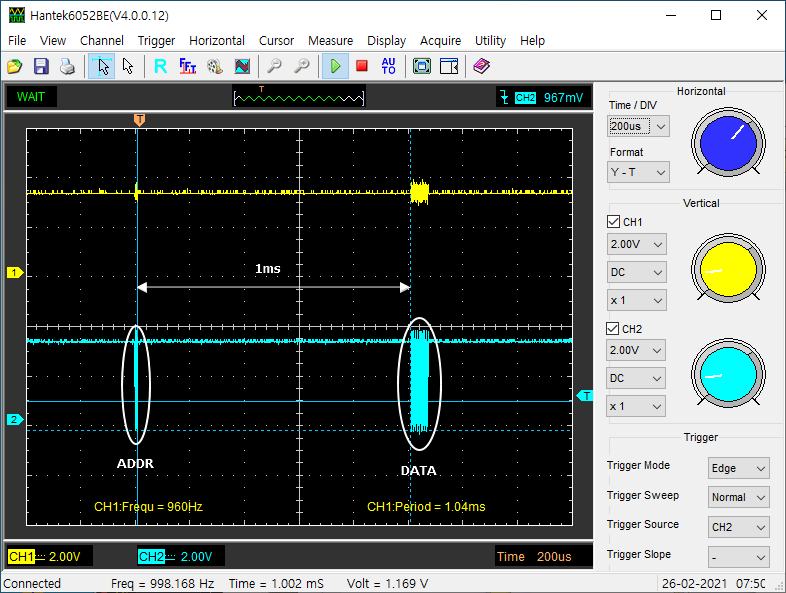 Hantek6052BE(V4.0.0.12)
File View Channel Trigger Horizontal Cursor Measure Display Acquire Utility Help
R FFT AU TO
WAIT T CH2 967mV
T
1
1ms
2
T
ADDR
DATA
CH1:Frequ = 960Hz CH1:Period = 1.04ms
CH1 2.00V CH2 2.00V Time 200us
Horizontal
Time / DIV
200us
Format
Y - T
Vertical
CH1
2.00V
DC
x 1
CH2
2.00V
DC
x 1
Trigger
Trigger Mode Edge
Trigger Sweep Normal
Trigger Source CH2
Trigger Slope -
Connected Freq = 998.168 Hz Time = 1.002 mS Volt = 1.169 V 26-02-2021 07:50